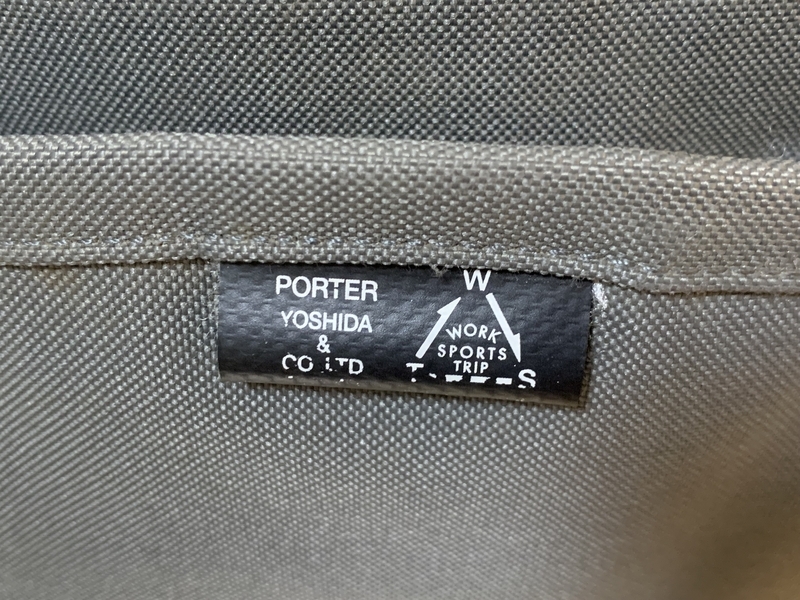 PORTER
YOSHIDA
&
CO.LTD
W
WORK
SPORTS
TRIP
T
S